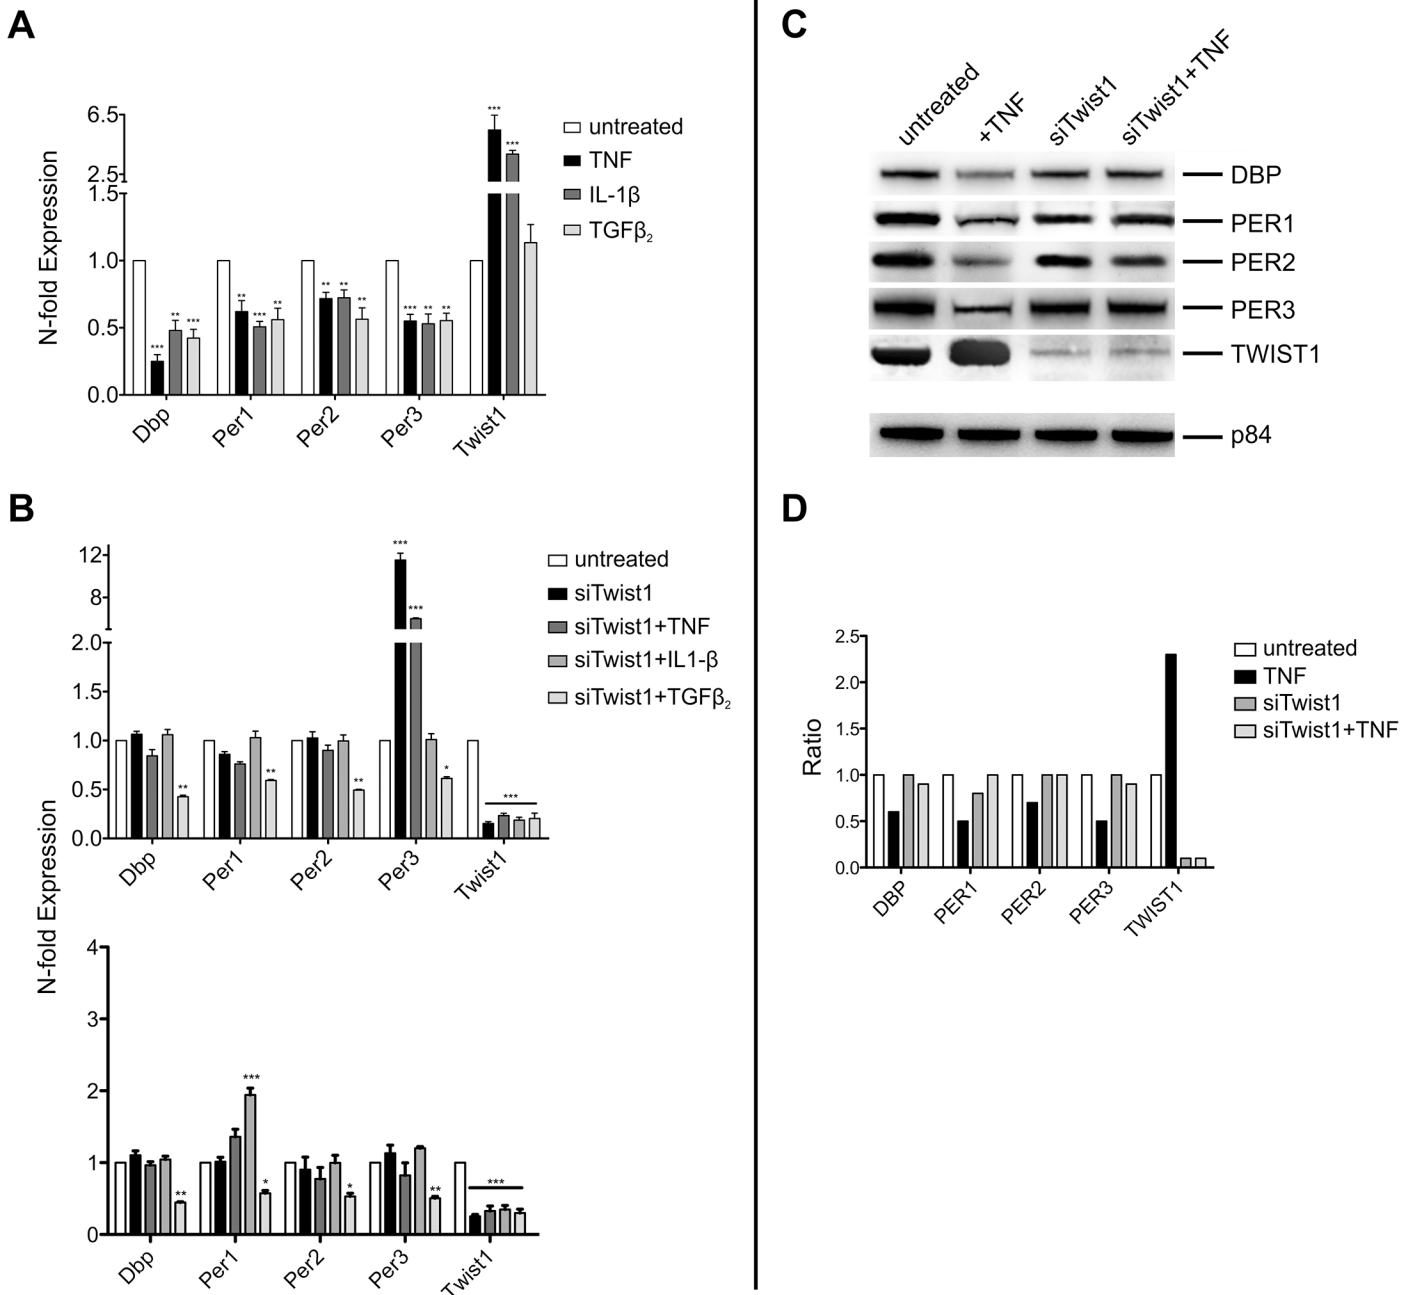 A
N-fold Expression
6.5
2.5
1.5
1.0
0.5
0.0
*** ** *** ** *** ** ** ** ** *** ** ** *** ***
Dbp Per1 Per2 Per3 Twist1
untreated
TNF
IL-1β
TGFβ2
B
N-fold Expression
12
8
2.0
1.5
1.0
0.5
0.0
** ** ** *** *** * ***
Dbp Per1 Per2 Per3 Twist1
untreated
siTwist1
siTwist1+TNF
siTwist1+IL1-β
siTwist1+TGFβ2
4
3
2
1
0
** *** * * ** ***
Dbp Per1 Per2 Per3 Twist1
C
untreated +TNF siTwist1 siTwist1+TNF
DBP
PER1
PER2
PER3
TWIST1
p84
D
Ratio
2.5
2.0
1.5
1.0
0.5
0.0
DBP PER1 PER2 PER3 TWIST1
untreated
TNF
siTwist1
siTwist1+TNF